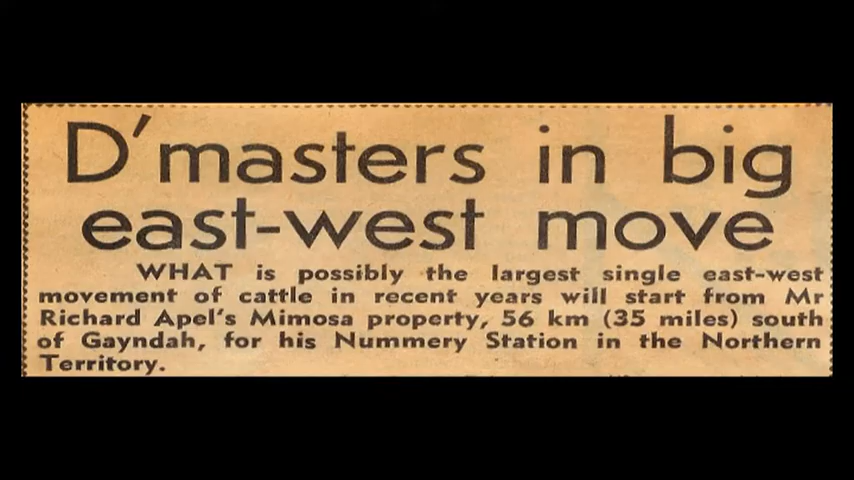 D'masters in big
east-west move
WHAT is possibly the largest single east-west
movement of cattle in recent years will start from Mr
Richard Apel's Mimosa property, 56 km (35 miles) south
of Gayndah, for his Nummery Station in the Northern
Territory.